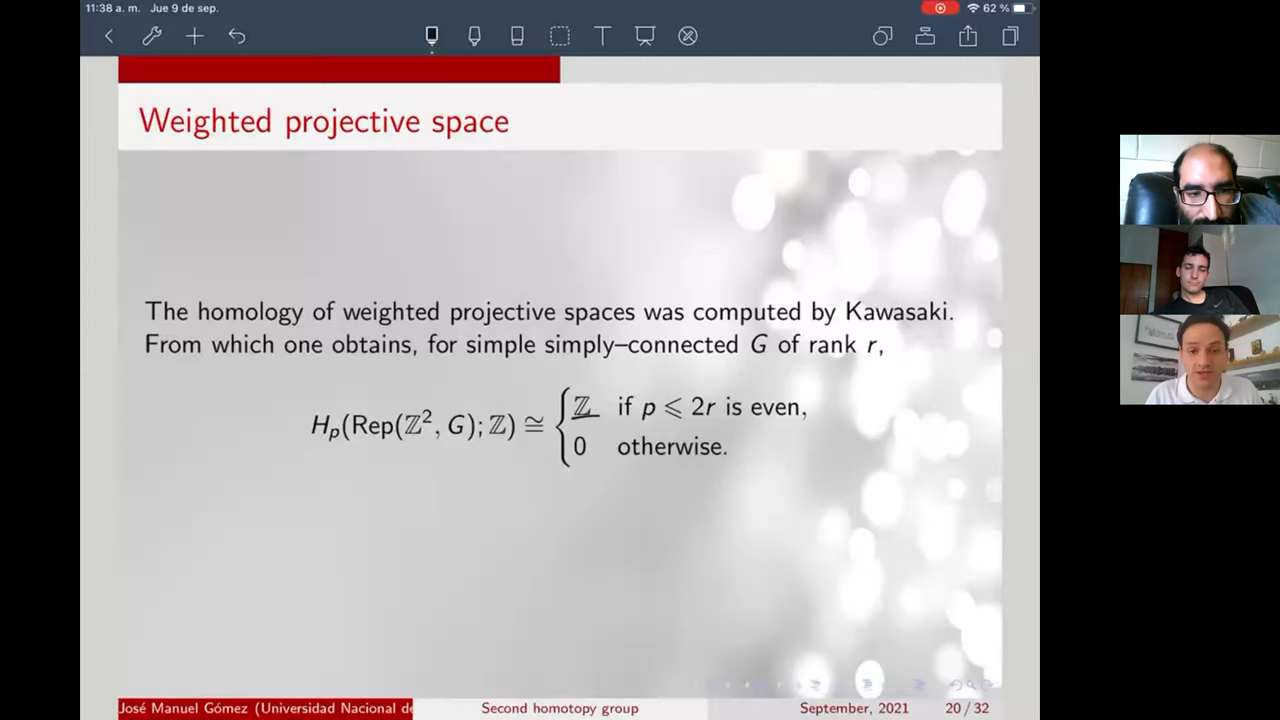 11:38 a. m. Jue 9 de sep.
62 %
Weighted projective space
The homology of weighted projective spaces was computed by Kawasaki.
From which one obtains, for simple simply–connected G of rank r,
H_p(Rep(ℤ², G); ℤ) ≅ { ℤ if p ⩽ 2r is even,
0 otherwise.
José Manuel Gómez (Universidad Nacional de
Second homotopy group
September, 2021
20 / 32